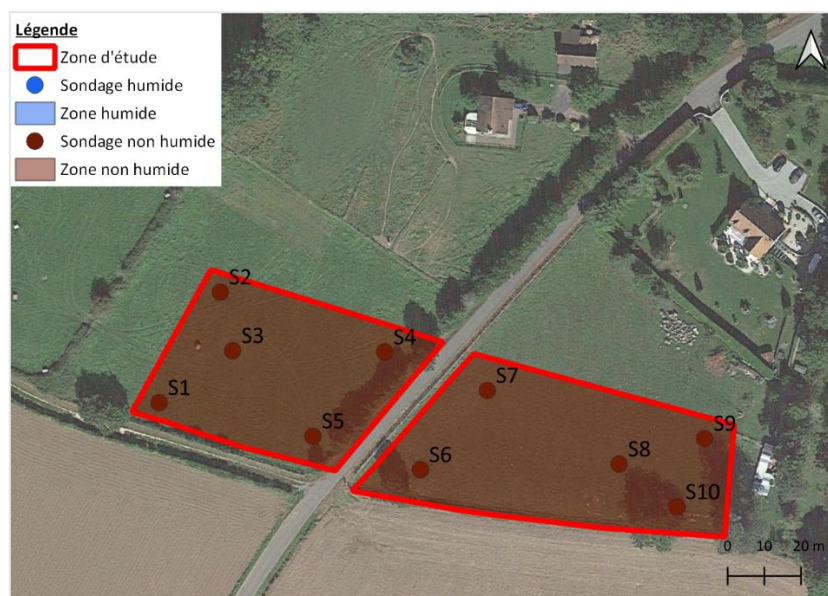 Légende
Zone d'étude
Sondage humide
Zone humide
Sondage non humide
Zone non humide
S2
S3
S4
S1
S5
S7
S6
S9
S8
S10
0 10 20 m